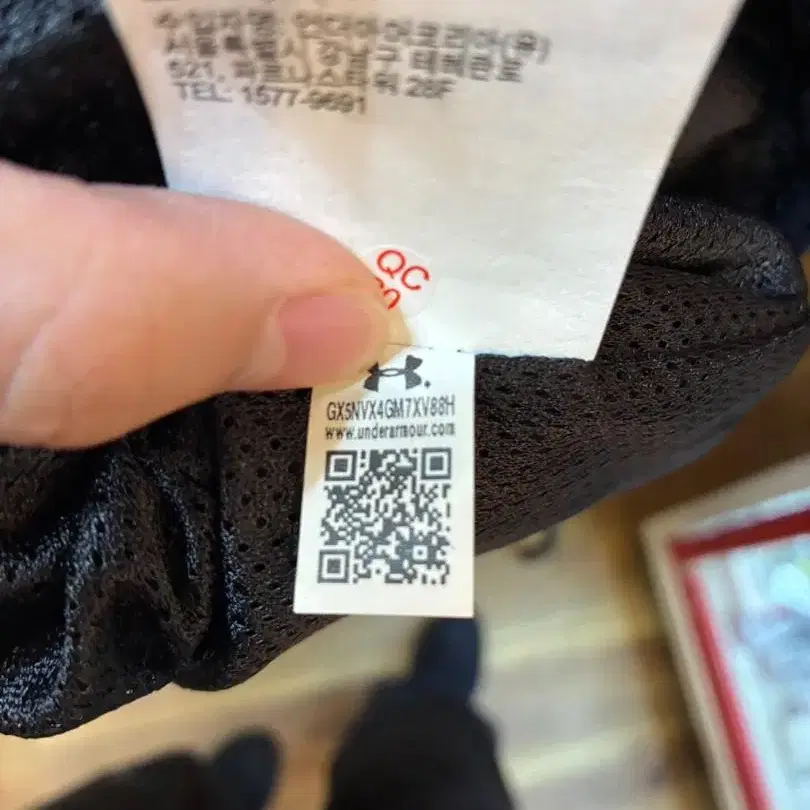 수입자명: 언더아머코리아(유)
서울특별시 강남구 테헤란로
521, 파르나스타워 28F
TEL: 1577-9691
QC
GX5NVX4GM7XV88H
www.underarmour.com